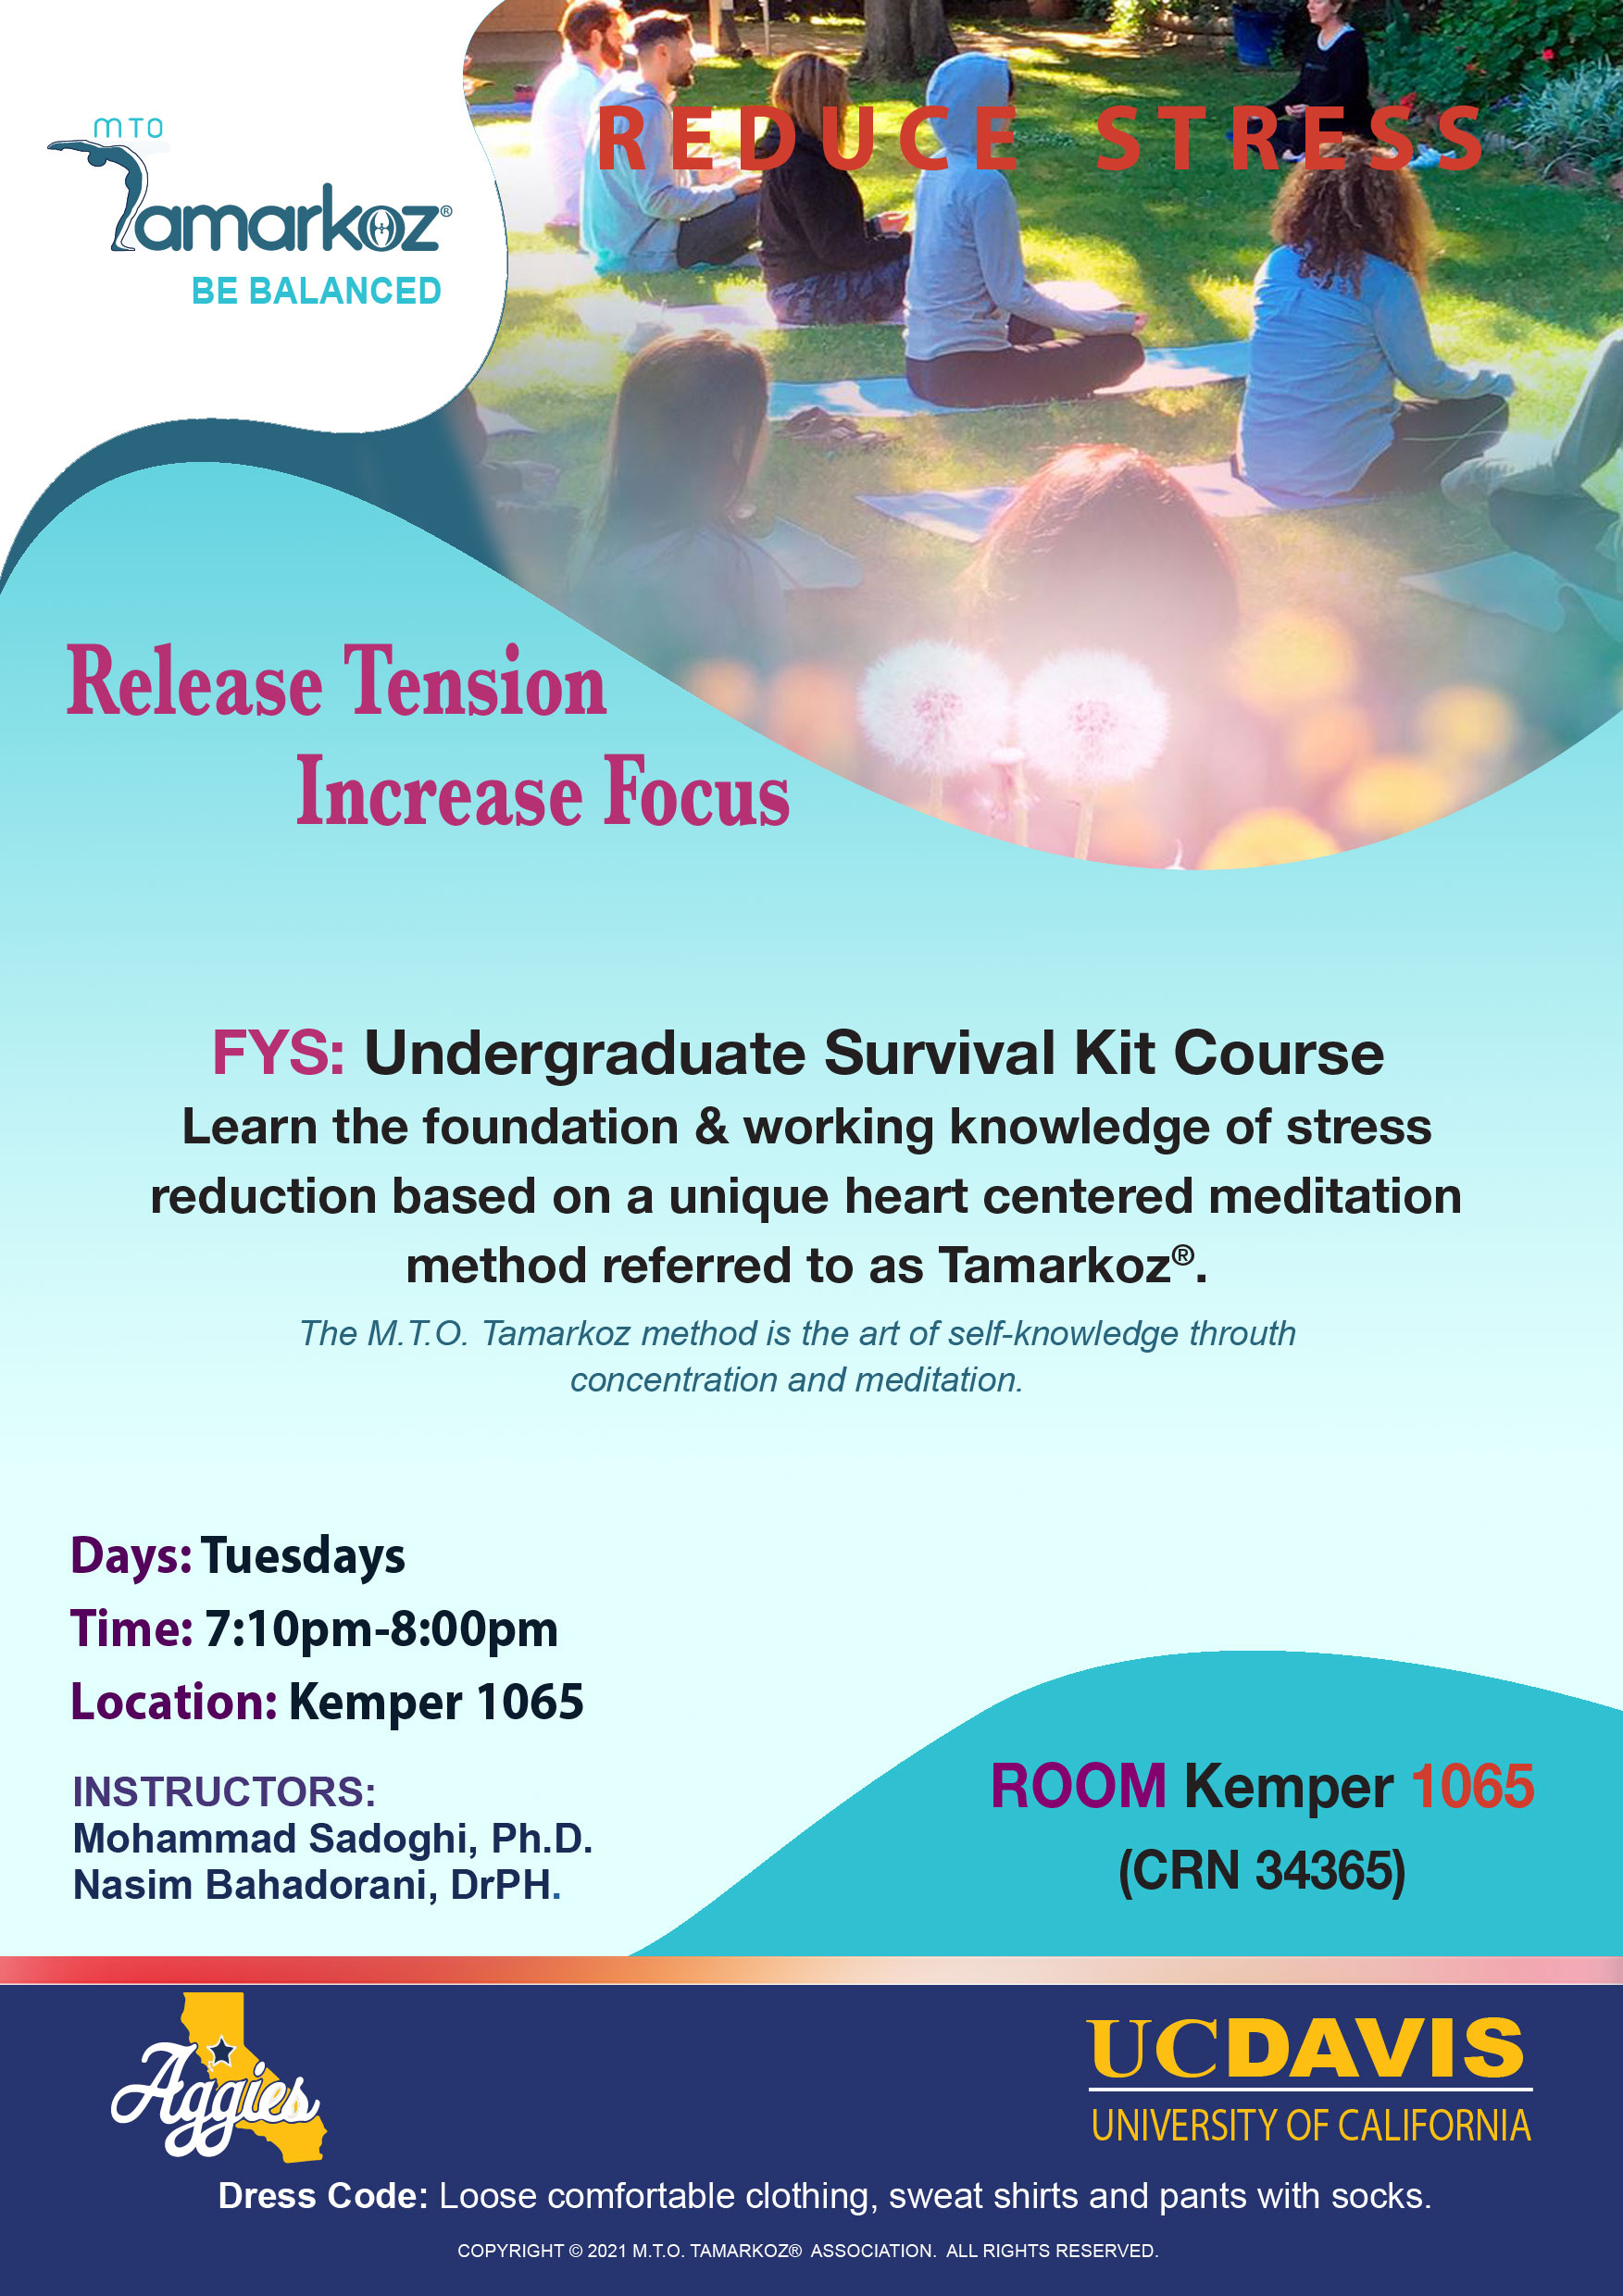 REDUCE STRESS
MTO
Tamarkoz®
BE BALANCED
Release Tension
Increase Focus
FYS: Undergraduate Survival Kit Course
Learn the foundation & working knowledge of stress
reduction based on a unique heart centered meditation
method referred to as Tamarkoz®.
The M.T.O. Tamarkoz method is the art of self-knowledge throuth
concentration and meditation.
Days: Tuesdays
Time: 7:10pm-8:00pm
Location: Kemper 1065
INSTRUCTORS:
Mohammad Sadoghi, Ph.D.
Nasim Bahadorani, DrPH.
ROOM Kemper 1065
(CRN 34365)
Aggies
UCDAVIS
UNIVERSITY OF CALIFORNIA
Dress Code: Loose comfortable clothing, sweat shirts and pants with socks.
COPYRIGHT © 2021 M.T.O. TAMARKOZ® ASSOCIATION. ALL RIGHTS RESERVED.